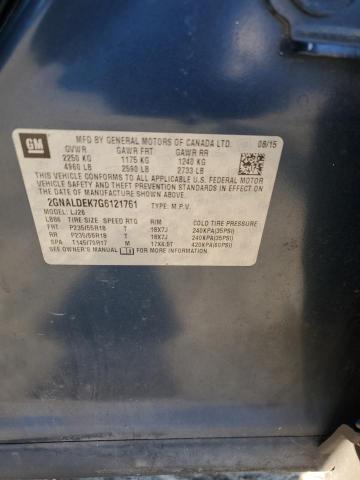 GM
MFD BY GENERAL MOTORS OF CANADA LTD. 08/15
GVWR GAWR FRT GAWR RR
2250 KG 1175 KG 1240 KG
4960 LB 2590 LB 2733 LB
THIS VEHICLE CONFORMS TO ALL APPLICABLE U.S. FEDERAL MOTOR
VEHICLE SAFETY, BUMPER, AND THEFT PREVENTION STANDARDS IN
EFFECT ON THE DATE OF MANUFACTURE SHOWN ABOVE.
2GNALDEK7G6121761 TYPE: M.P.V.
MODEL: LJ26
TIRE SIZE SPEED RTG RIM COLD TIRE PRESSURE
FRT P235/55R18 T 18X7J 240KPA(35PSI)
RR P235/55R18 T 18X7J 240KPA(35PSI)
SPA T145/70R17 17X4.5T 420KPA(60PSI)
SEE OWNER'S MANUAL FOR MORE INFORMATION.